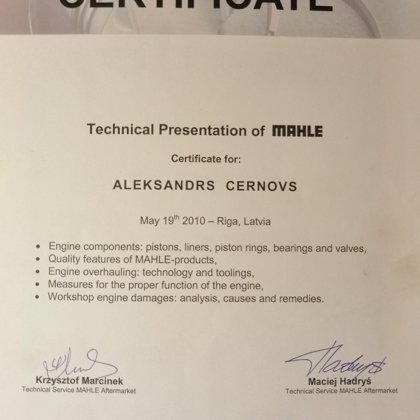 CERTIFICATE
Technical Presentation of MAHLE
Certificate for:
ALEKSANDRS CERNOVS
May 19th 2010 – Riga, Latvia
• Engine components: pistons, liners, piston rings, bearings and valves,
• Quality features of MAHLE-products,
• Engine overhauling: technology and toolings,
• Measures for the proper function of the engine,
• Workshop engine damages: analysis, causes and remedies.
Krzysztof Marcinek
Technical Service MAHLE Aftermarket
Maciej Hadryś
Technical Service MAHLE Aftermarket